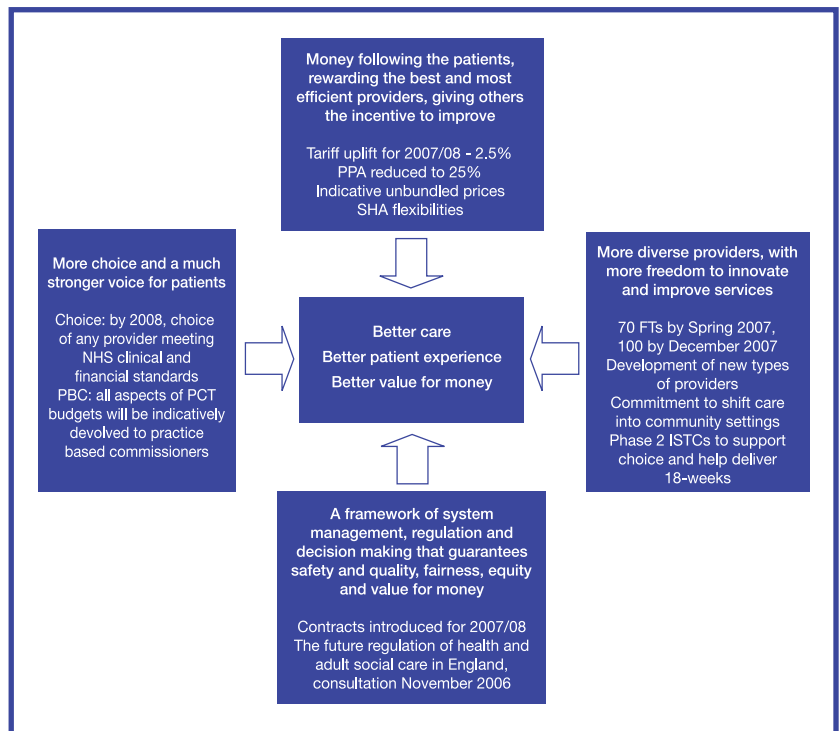 Money following the patients,
rewarding the best and most
efficient providers, giving others
the incentive to improve
Tariff uplift for 2007/08 - 2.5%
PPA reduced to 25%
Indicative unbundled prices
SHA flexibilities
More choice and a much
stronger voice for patients
Choice: by 2008, choice
of any provider meeting
NHS clinical and
financial standards
PBC: all aspects of PCT
budgets will be indicatively
devolved to practice
based commissioners
Better care
Better patient experience
Better value for money
More diverse providers, with
more freedom to innovate
and improve services
70 FTs by Spring 2007,
100 by December 2007
Development of new types
of providers
Commitment to shift care
into community settings
Phase 2 ISTCs to support
choice and help deliver
18-weeks
A framework of system
management, regulation and
decision making that guarantees
safety and quality, fairness, equity
and value for money
Contracts introduced for 2007/08
The future regulation of health and
adult social care in England,
consultation November 2006